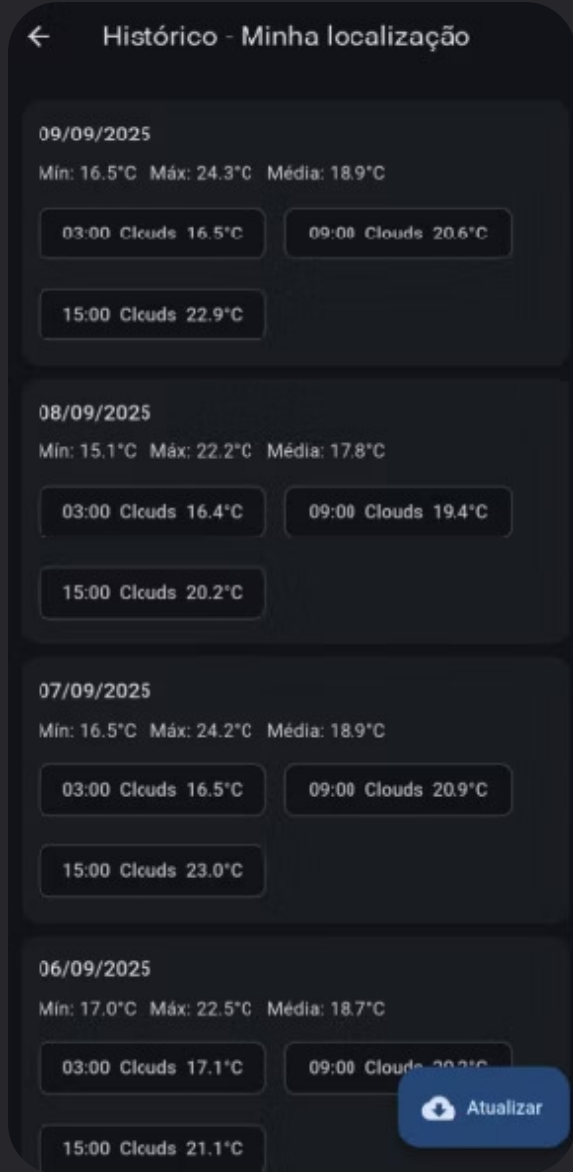 Histórico - Minha localização
09/09/2025
Mín: 16.5°C Máx: 24.3°C Média: 18.9°C
03:00 Clouds 16.5°C 09:00 Clouds 20.6°C
15:00 Clouds 22.9°C
08/09/2025
Mín: 15.1°C Máx: 22.2°C Média: 17.8°C
03:00 Clouds 16.4°C 09:00 Clouds 19.4°C
15:00 Clouds 20.2°C
07/09/2025
Mín: 16.5°C Máx: 24.2°C Média: 18.9°C
03:00 Clouds 16.5°C 09:00 Clouds 20.9°C
15:00 Clouds 23.0°C
06/09/2025
Mín: 17.0°C Máx: 22.5°C Média: 18.7°C
03:00 Clouds 17.1°C 09:00 Clouds
Atualizar
15:00 Clouds 21.1°C